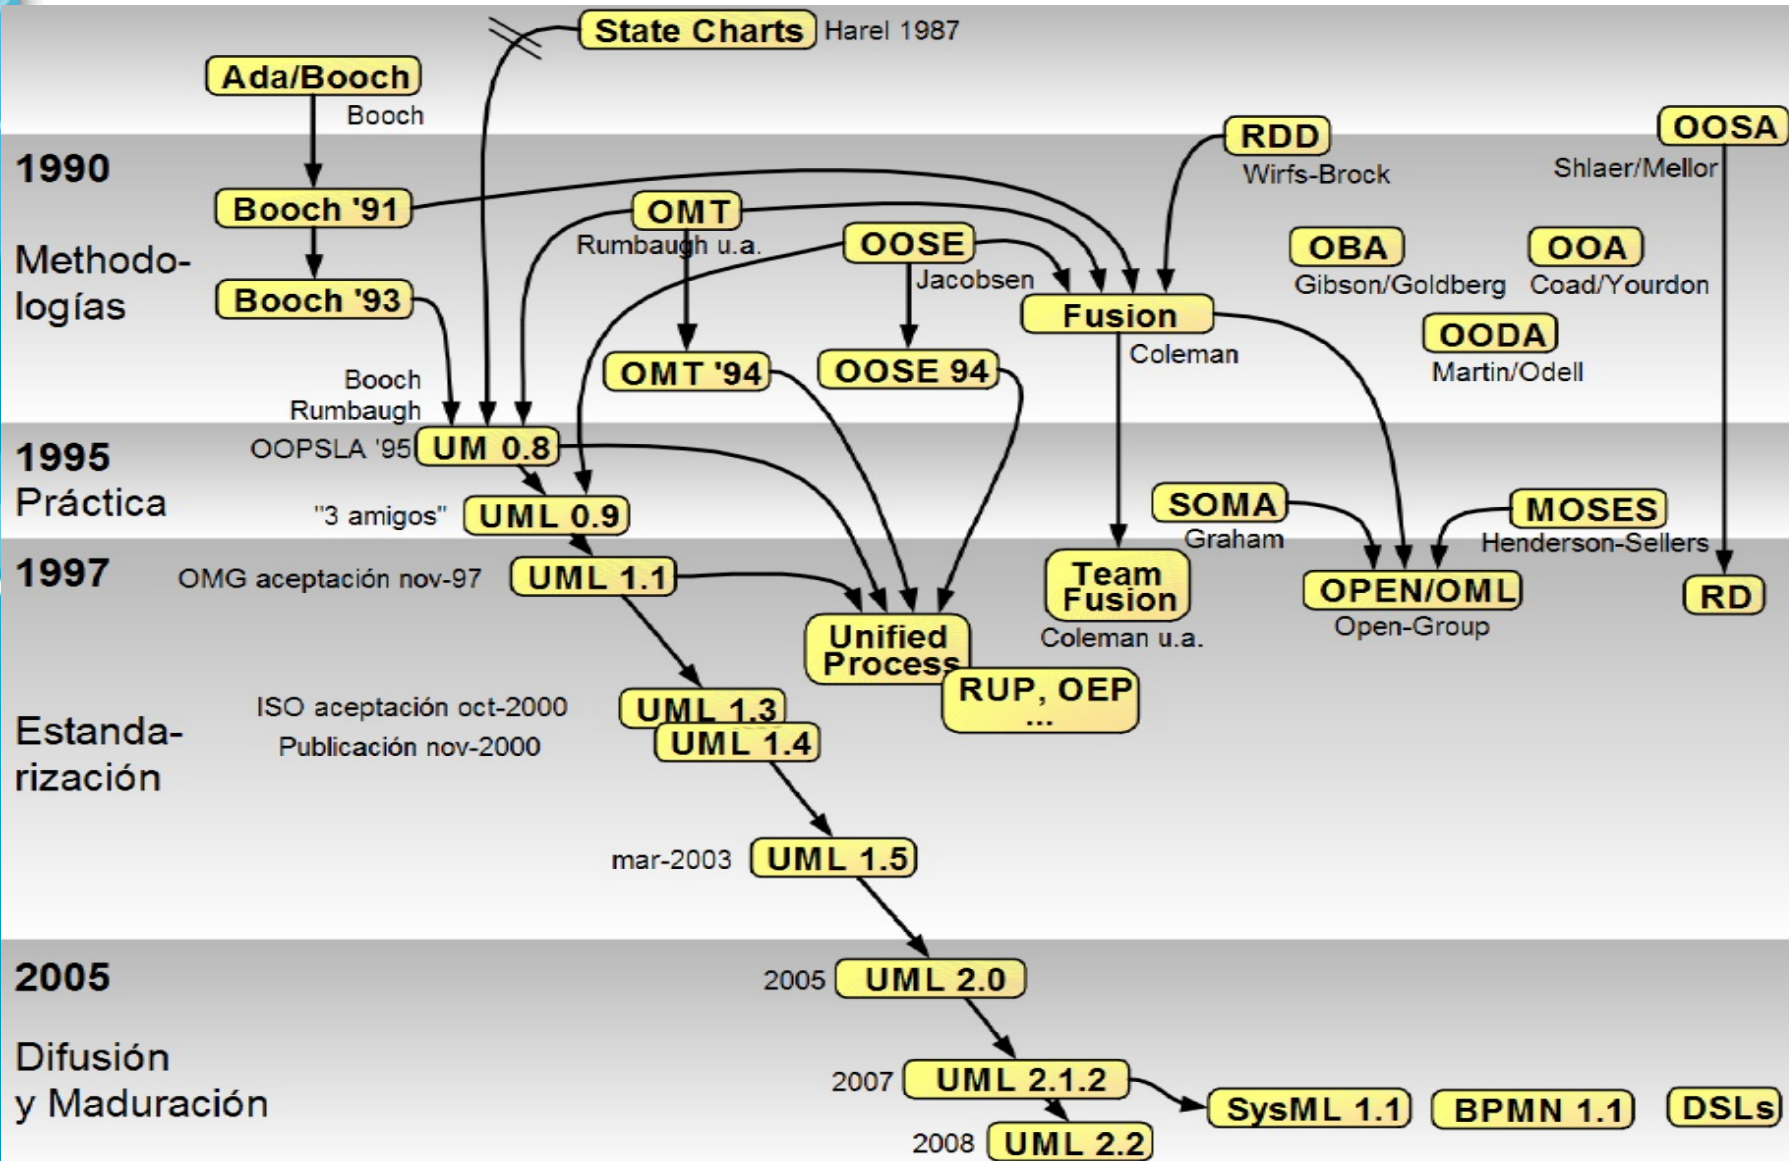 State Charts Harel 1987
Ada/Booch
Booch
RDD
Wirfs-Brock
OOSA
Shlaer/Mellor
1990
Methodo-
logías
Booch '91
OMT
Rumbaugh u.a.
OOSE
Jacobsen
OBA
Gibson/Goldberg
OOA
Coad/Yourdon
Booch '93
Fusion
Coleman
OODA
Martin/Odell
OMT '94
OOSE 94
Booch
Rumbaugh
OOPSLA '95
UM 0.8
1995
Práctica
"3 amigos"
UML 0.9
SOMA
Graham
MOSES
Henderson-Sellers
1997
OMG aceptación nov-97
UML 1.1
Team
Fusion
Coleman u.a.
OPEN/OML
Open-Group
RD
Unified
Process
RUP, OEP
...
Estanda-
rización
ISO aceptación oct-2000
UML 1.3
Publicación nov-2000
UML 1.4
mar-2003
UML 1.5
2005
Difusión
y Maduración
2005
UML 2.0
2007
UML 2.1.2
SysML 1.1
BPMN 1.1
DSLs
2008
UML 2.2